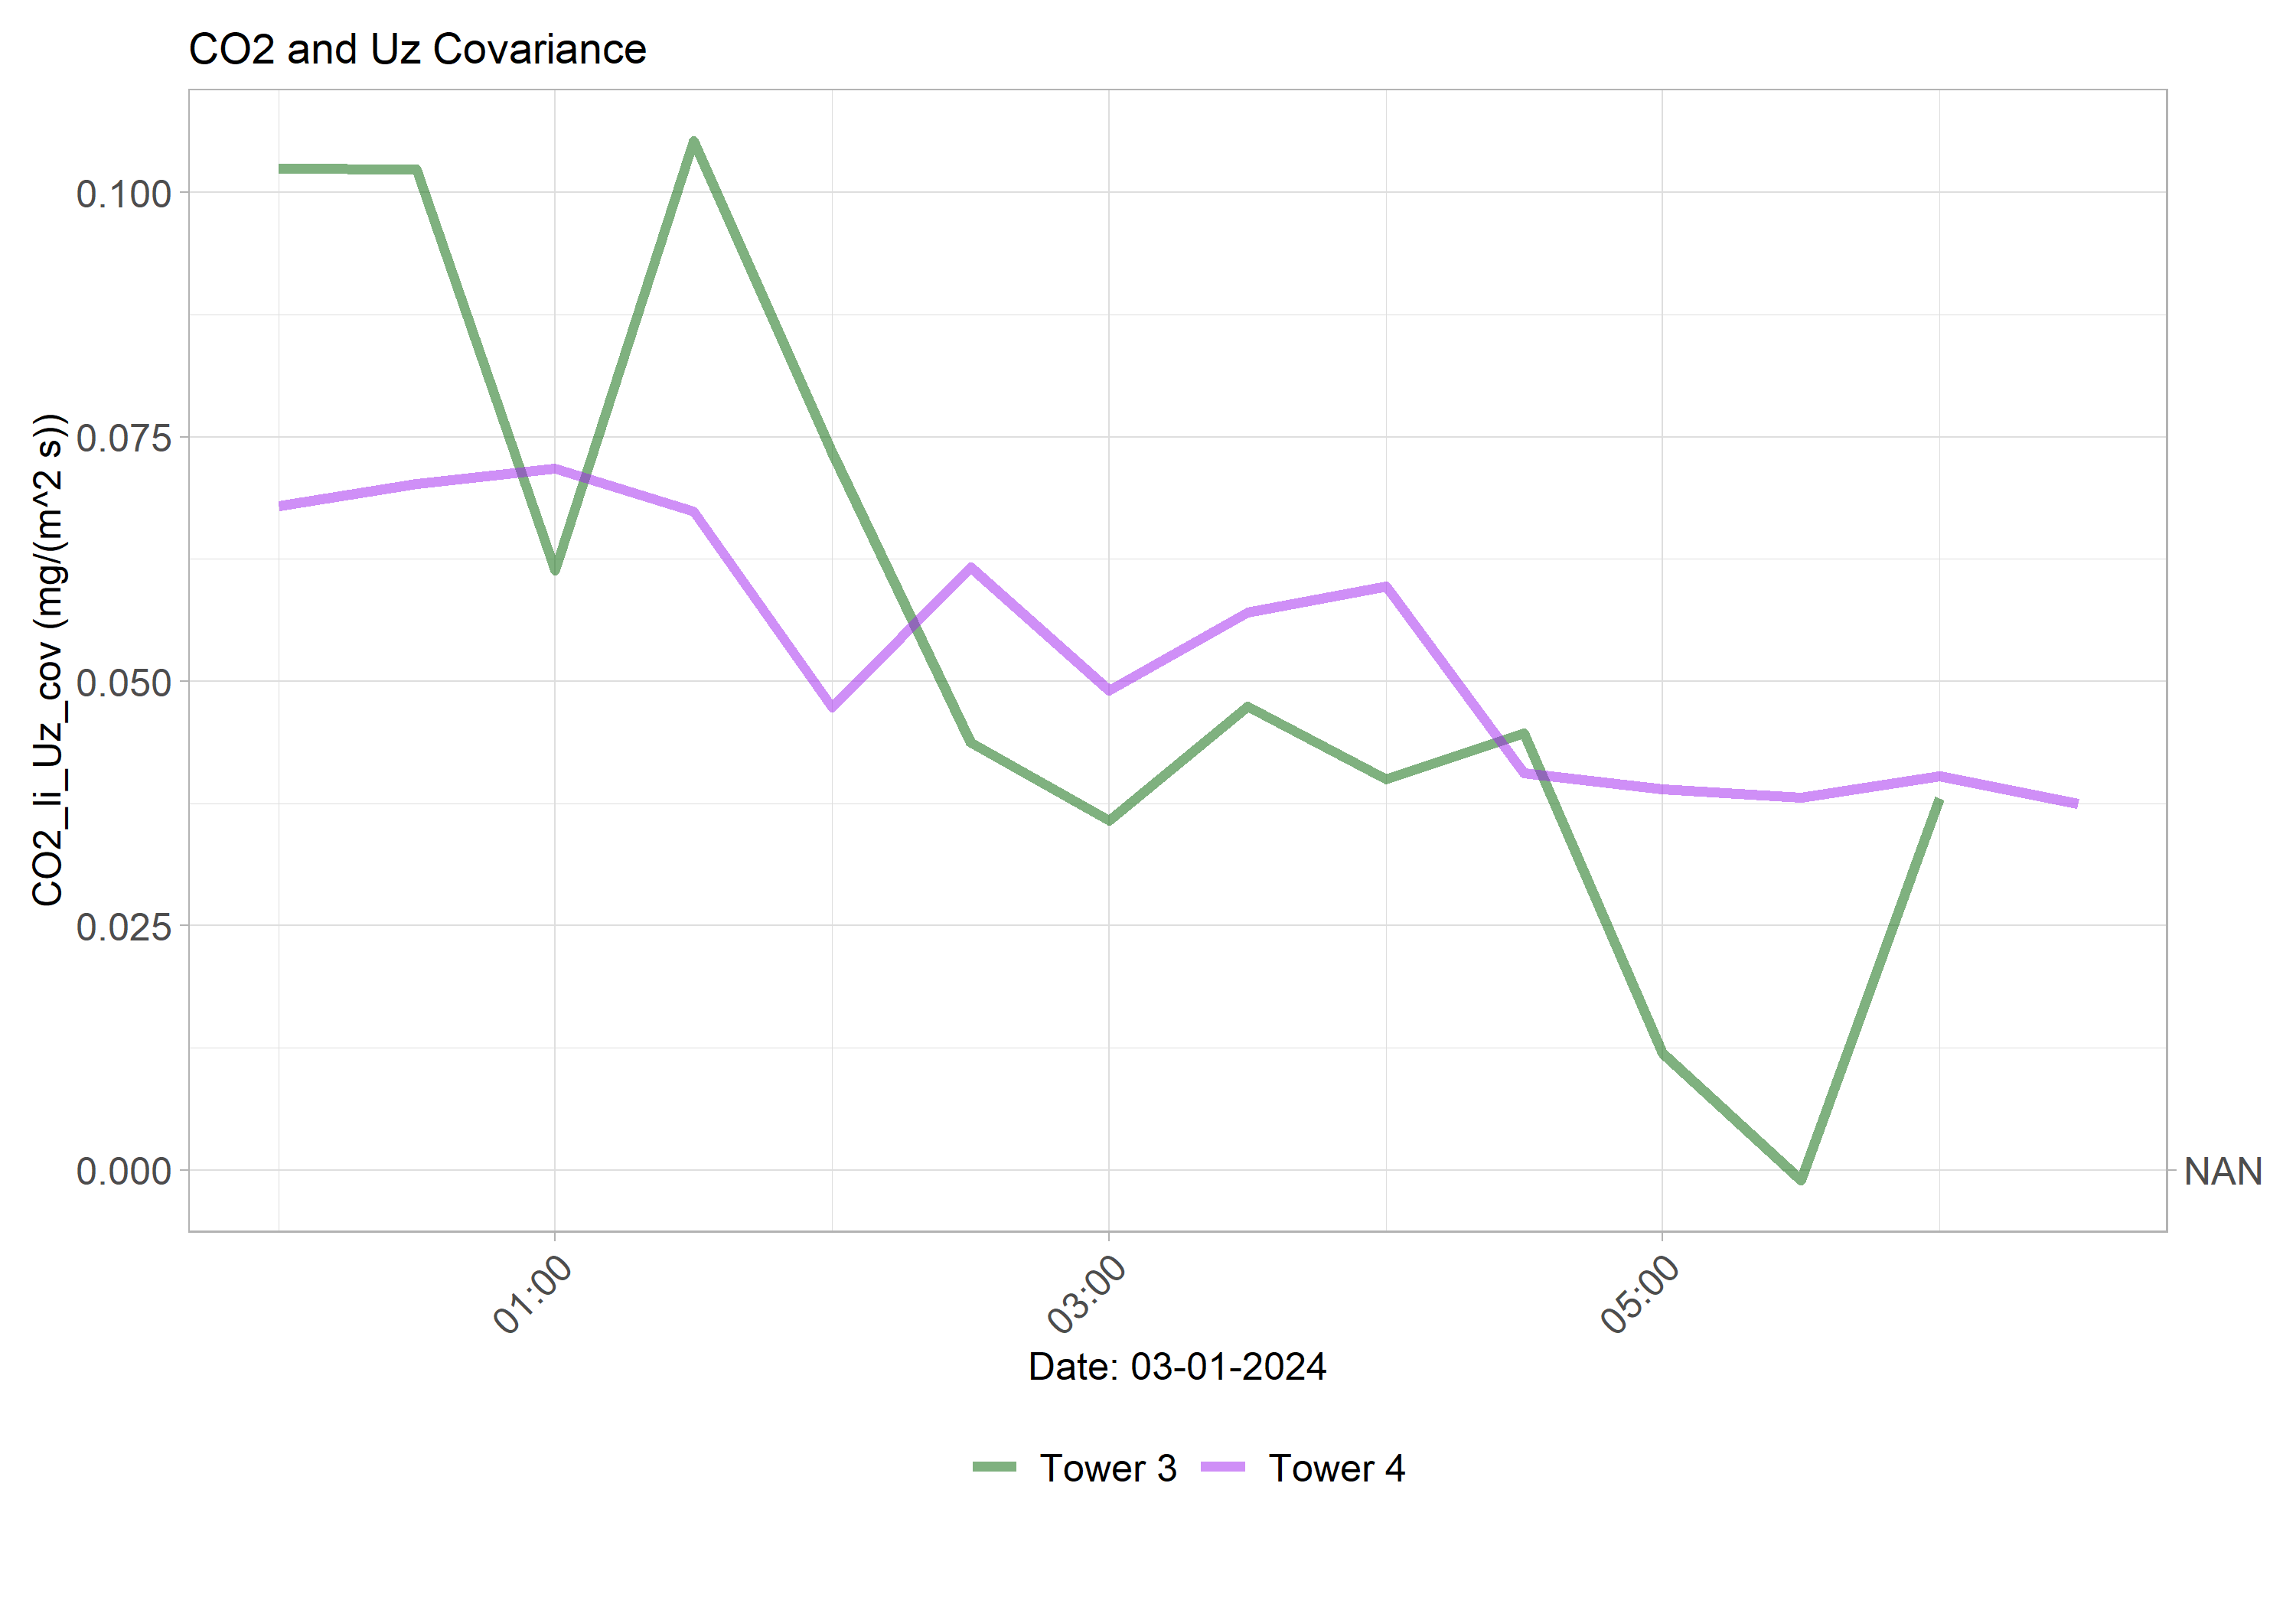 CO2 and Uz Covariance
CO2_li_Uz_cov (mg/(m^2 s))
0.100
0.075
0.050
0.025
0.000
NAN
01:00
03:00
05:00
Date: 03-01-2024
Tower 3
Tower 4